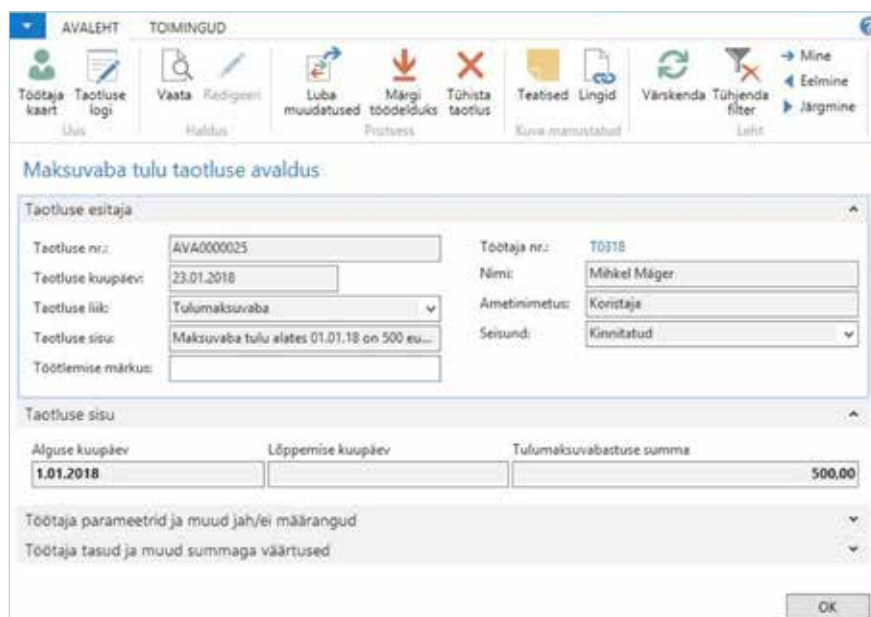 AVALEHT TOIMINGUD
Töötaja kaart
Taotluse logi
Vaata
Redigeeri
Luba muudatused
Märgi töödelduks
Tühista taotlus
Teatised
Lingid
Värskenda
Tühjenda filter
Mine
Eelmine
Järgmine
Uus
Haldus
Protsess
Kuva manustatud
Leht
Maksuvaba tulu taotluse avaldus
Taotluse esitaja
Taotluse nr.: AVA0000025
Taotluse kuupäev: 23.01.2018
Taotluse liik: Tulumaksuvaba
Taotluse sisu: Maksuvaba tulu alates 01.01.18 on 500 eu...
Töötlemise märkus:
Töötaja nr.: T0318
Nimi: Mihkel Mäger
Ametinimetus: Koristaja
Seisund: Kinnitatud
Taotluse sisu
Alguse kuupäev Lõppemise kuupäev Tulumaksuvabastuse summa
1.01.2018 500,00
Töötaja parameetrid ja muud jah/ei määrangud
Töötaja tasud ja muud summaga väärtused
OK